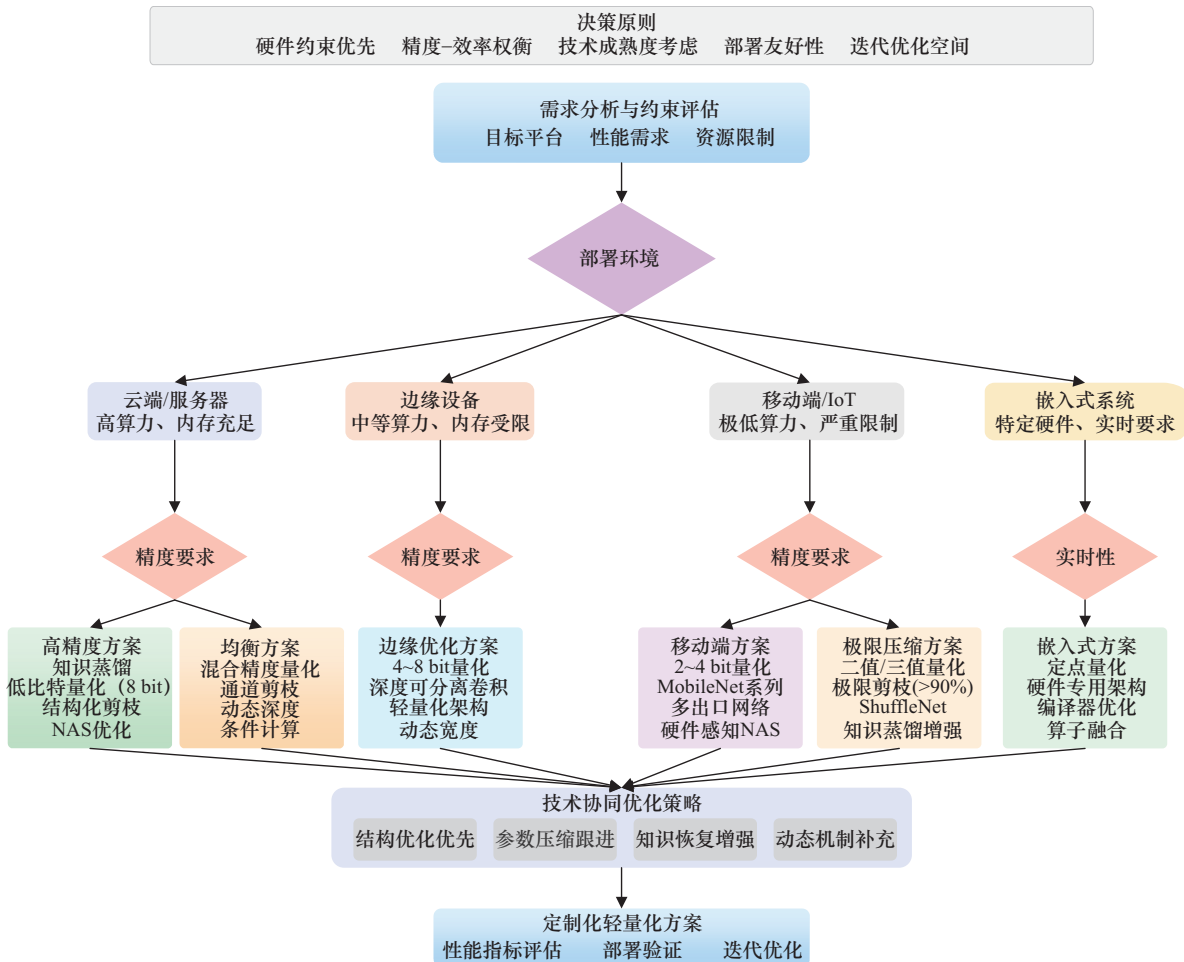 决策原则
硬件约束优先 精度–效率权衡 技术成熟度考虑 部署友好性 迭代优化空间
需求分析与约束评估
目标平台 性能需求 资源限制
部署环境
云端/服务器
高算力、内存充足
边缘设备
中等算力、内存受限
移动端/IoT
极低算力、严重限制
嵌入式系统
特定硬件、实时要求
精度要求
精度要求
精度要求
实时性
高精度方案
知识蒸馏
低比特量化（8 bit)
结构化剪枝
NAS优化
均衡方案
混合精度量化
通道剪枝
动态深度
条件计算
边缘优化方案
4~8 bit量化
深度可分离卷积
轻量化架构
动态宽度
移动端方案
2~4 bit量化
MobileNet系列
多出口网络
硬件感知NAS
极限压缩方案
二值/三值量化
极限剪枝(>90%)
ShuffleNet
知识蒸馏增强
嵌入式方案
定点量化
硬件专用架构
编译器优化
算子融合
技术协同优化策略
结构优化优先 参数压缩跟进 知识恢复增强 动态机制补充
定制化轻量化方案
性能指标评估 部署验证 迭代优化